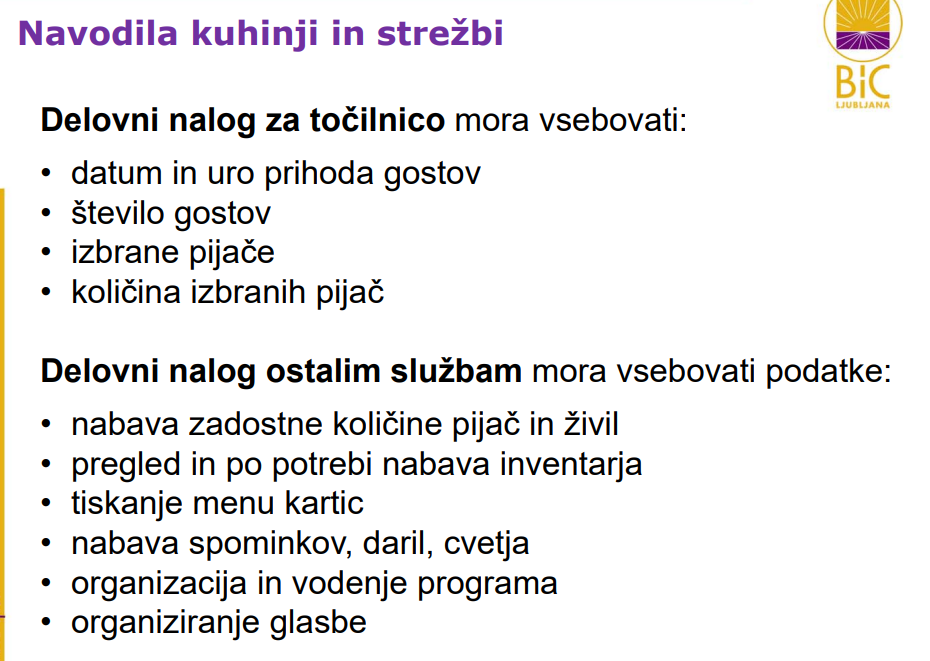 Navodila kuhinji in strežbi
BIC
LJUBLJANA
Delovni nalog za točilnico mora vsebovati:
• datum in uro prihoda gostov
• število gostov
• izbrane pijače
• količina izbranih pijač
Delovni nalog ostalim službam mora vsebovati podatke:
• nabava zadostne količine pijač in živil
• pregled in po potrebi nabava inventarja
• tiskanje menu kartic
• nabava spominkov, daril, cvetja
• organizacija in vodenje programa
• organiziranje glasbe